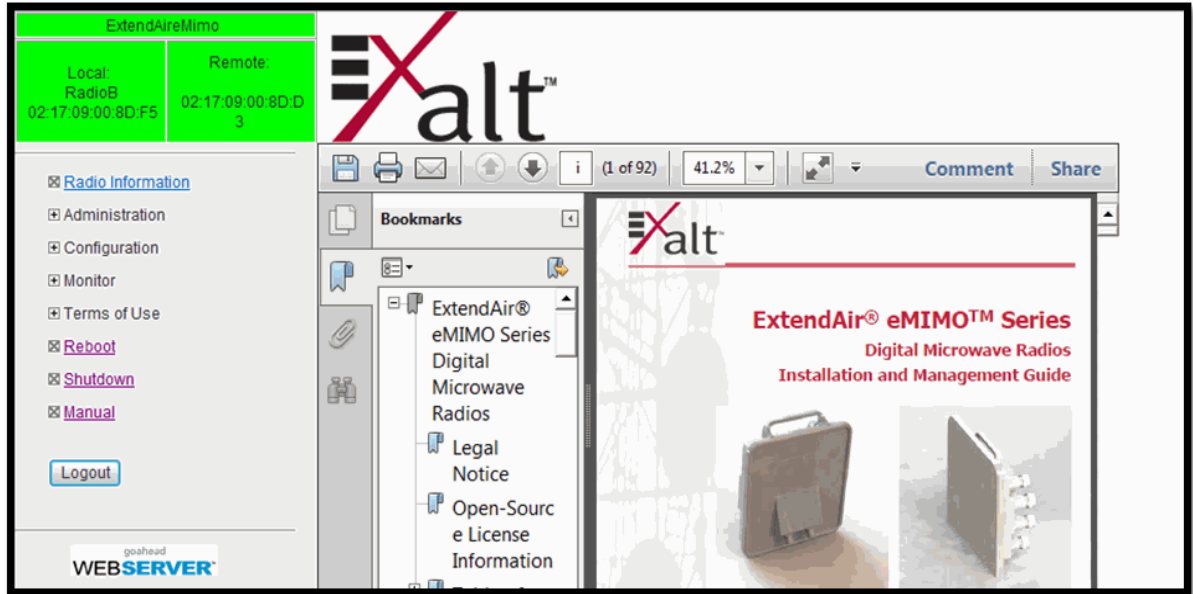 ExtendAireMimo
Local:
RadioB
02:17:09:00:8D:F5
Remote:
02:17:09:00:8D:D
3
Radio Information
Administration
Configuration
Monitor
Terms of Use
Reboot
Shutdown
Manual
Logout
goahead
WEBSERVER
EXalt™
i (1 of 92) 41.2% Comment Share
Bookmarks
ExtendAir®
eMIMO Series
Digital
Microwave
Radios
Legal
Notice
Open-Sourc
e License
Information
EXalt
ExtendAir® eMIMO™ Series
Digital Microwave Radios
Installation and Management Guide